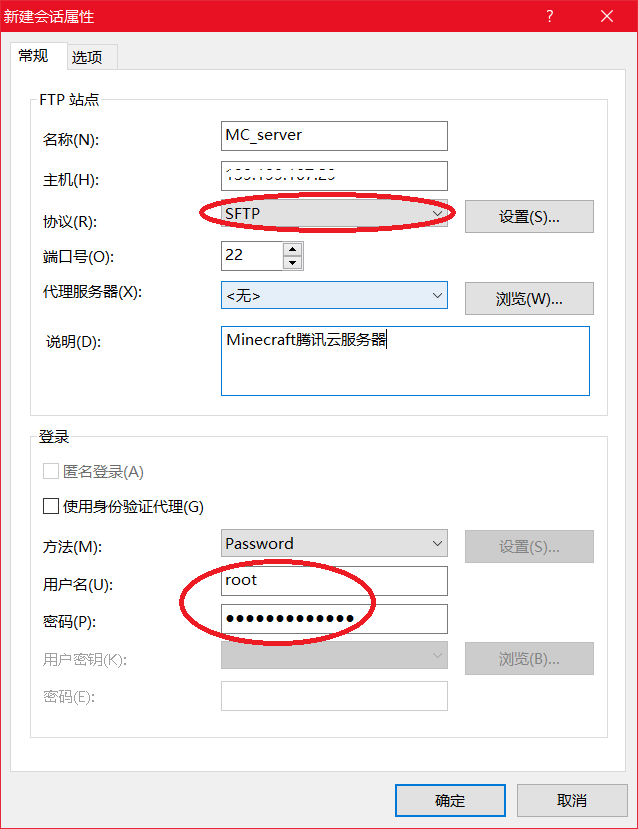 新建会话属性
常规 选项
FTP 站点
名称(N): MC_server
主机(H):
协议(R): SFTP 设置(S)...
端口号(O): 22
代理服务器(X): <无> 浏览(W)...
说明(D): Minecraft腾讯云服务器
登录
匿名登录(A)
使用身份验证代理(G)
方法(M): Password 设置(S)...
用户名(U): root
密码(P): ●●●●●●●●●●●●●
用户密钥(K): 浏览(B)...
密码(E):
确定 取消